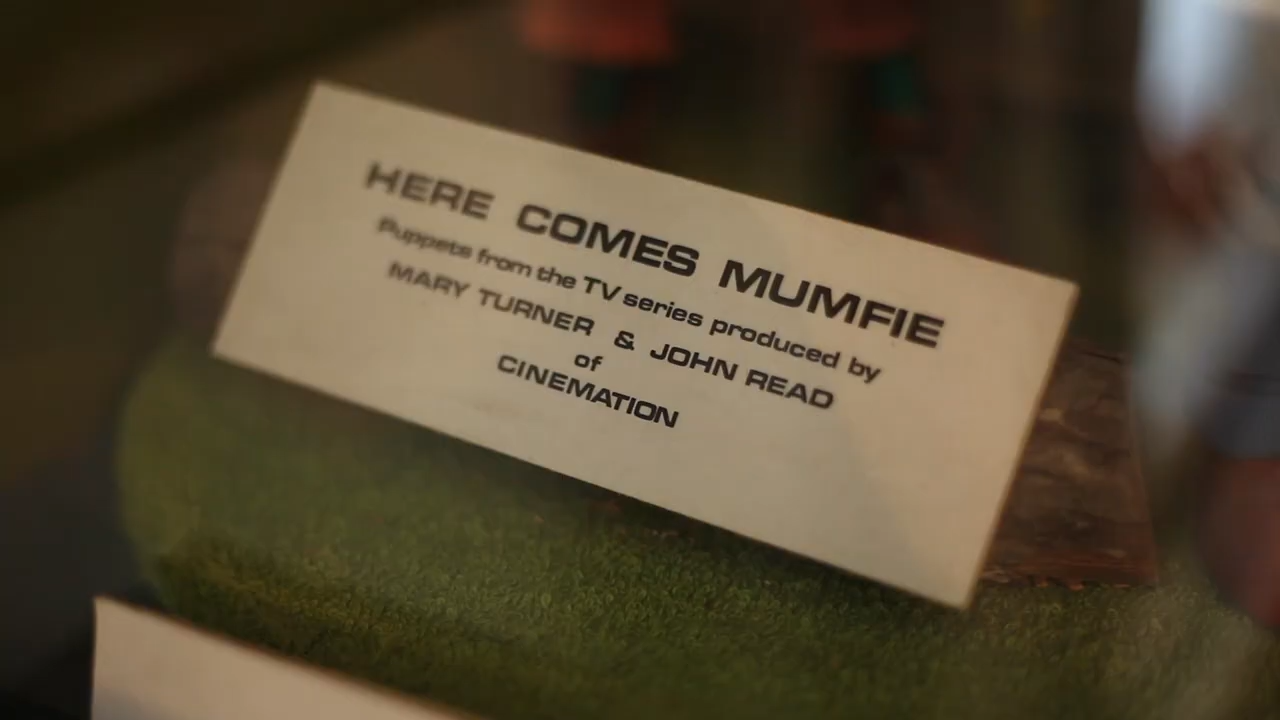 HERE COMES MUMFIE
Puppets from the TV series produced by
MARY TURNER & JOHN READ
of
CINEMATION